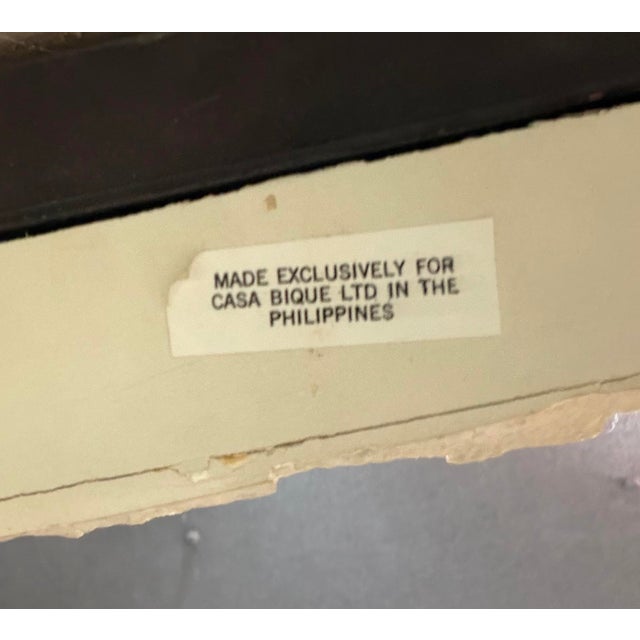 MADE EXCLUSIVELY FOR
CASA BIQUE LTD IN THE
PHILIPPINES